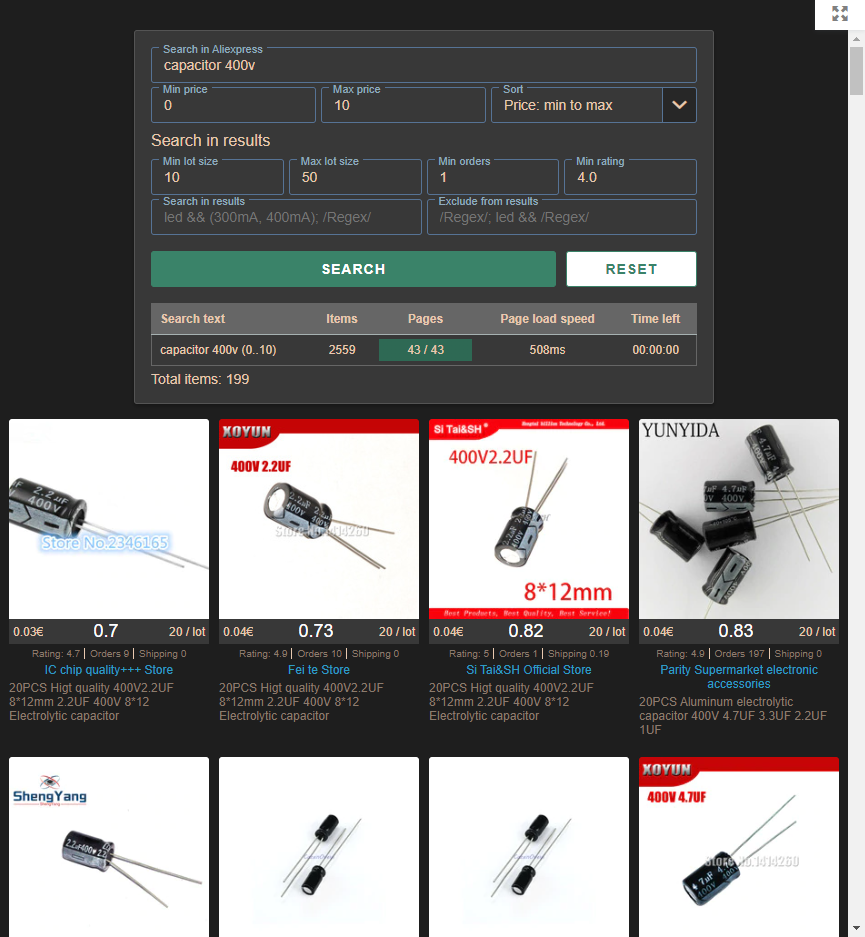 Search in Aliexpress
capacitor 400v
Min price
0
Max price
10
Sort
Price: min to max
Search in results
Min lot size
10
Max lot size
50
Min orders
1
Min rating
4.0
Search in results
led && (300mA, 400mA); /Regex/
Exclude from results
/Regex/; led && /Regex/
SEARCH
RESET
Search text Items Pages Page load speed Time left
capacitor 400v (0..10) 2559 43 / 43 508ms 00:00:00
Total items: 199
2.2µF
400V
Store No.2346165
0.03€ 0.7 20 / lot
Rating: 4.7 | Orders 9 | Shipping 0
IC chip quality+++ Store
20PCS Higt quality 400V2.2UF
8*12mm 2.2UF 400V 8*12
Electrolytic capacitor
XOYUN
400V 2.2UF
Store No.1414260
0.04€ 0.73 20 / lot
Rating: 4.9 | Orders 10 | Shipping 0
Fei te Store
20PCS Higt quality 400V2.2UF
8*12mm 2.2UF 400V 8*12
Electrolytic capacitor
Si Tai&SH ®
400V2.2UF
8*12mm
Best Products, Best Quality, Best Service!
0.04€ 0.82 20 / lot
Rating: 5 | Orders 1 | Shipping 0.19
Si Tai&SH Official Store
20PCS Higt quality 400V2.2UF
8*12mm 2.2UF 400V 8*12
Electrolytic capacitor
YUNYIDA
4.7µF
400V
0.04€ 0.83 20 / lot
Rating: 4.9 | Orders 197 | Shipping 0
Parity Supermarket electronic
accessories
20PCS Aluminum electrolytic
capacitor 400V 4.7UF 3.3UF 2.2UF
1UF
ShengYang
2.2µF400V 2.2
XOYUN
400V 4.7UF
Store No.1414260